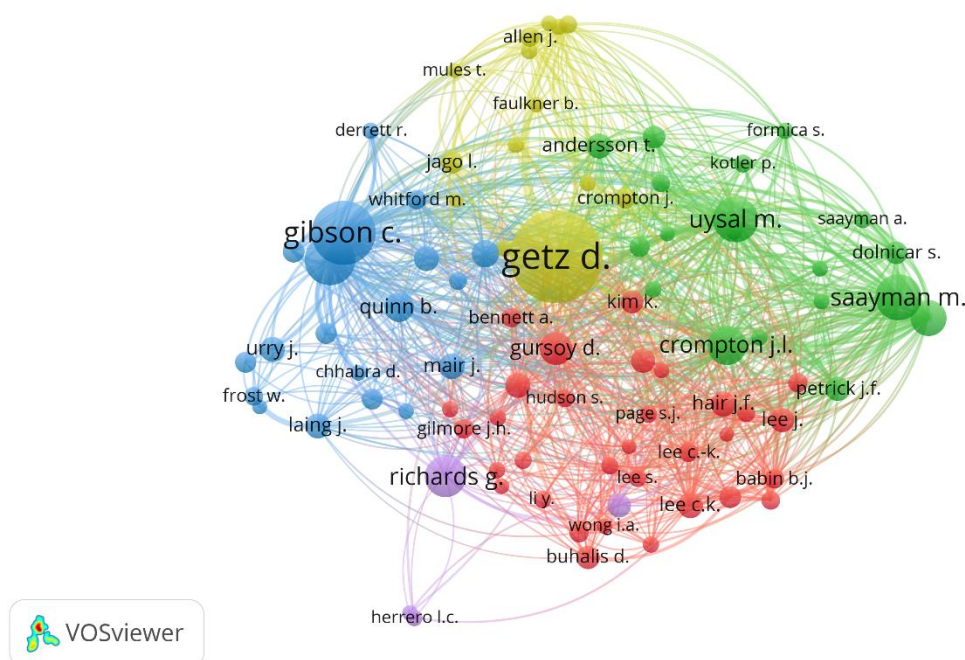 allen j.
mules t.
faulkner b.
derrett r.
andersson t.
formica s.
jago l.
kotler p.
whitford m.
crompton j.
gibson c.
uysal m.
saayman a.
getz d.
dolnicar s.
saayman m.
quinn b.
kim k.
bennett a.
urry j.
gursoy d.
crompton j.l.
mair j.
chhabra d.
petrick j.f.
frost w.
hudson s.
hair j.f.
laing j.
gilmore j.h.
page s.j.
lee j.
lee c.-k.
richards g.
lee s.
babin b.j.
li y.
lee c.k.
wong i.a.
buhalis d.
herrero l.c.
VOSviewer